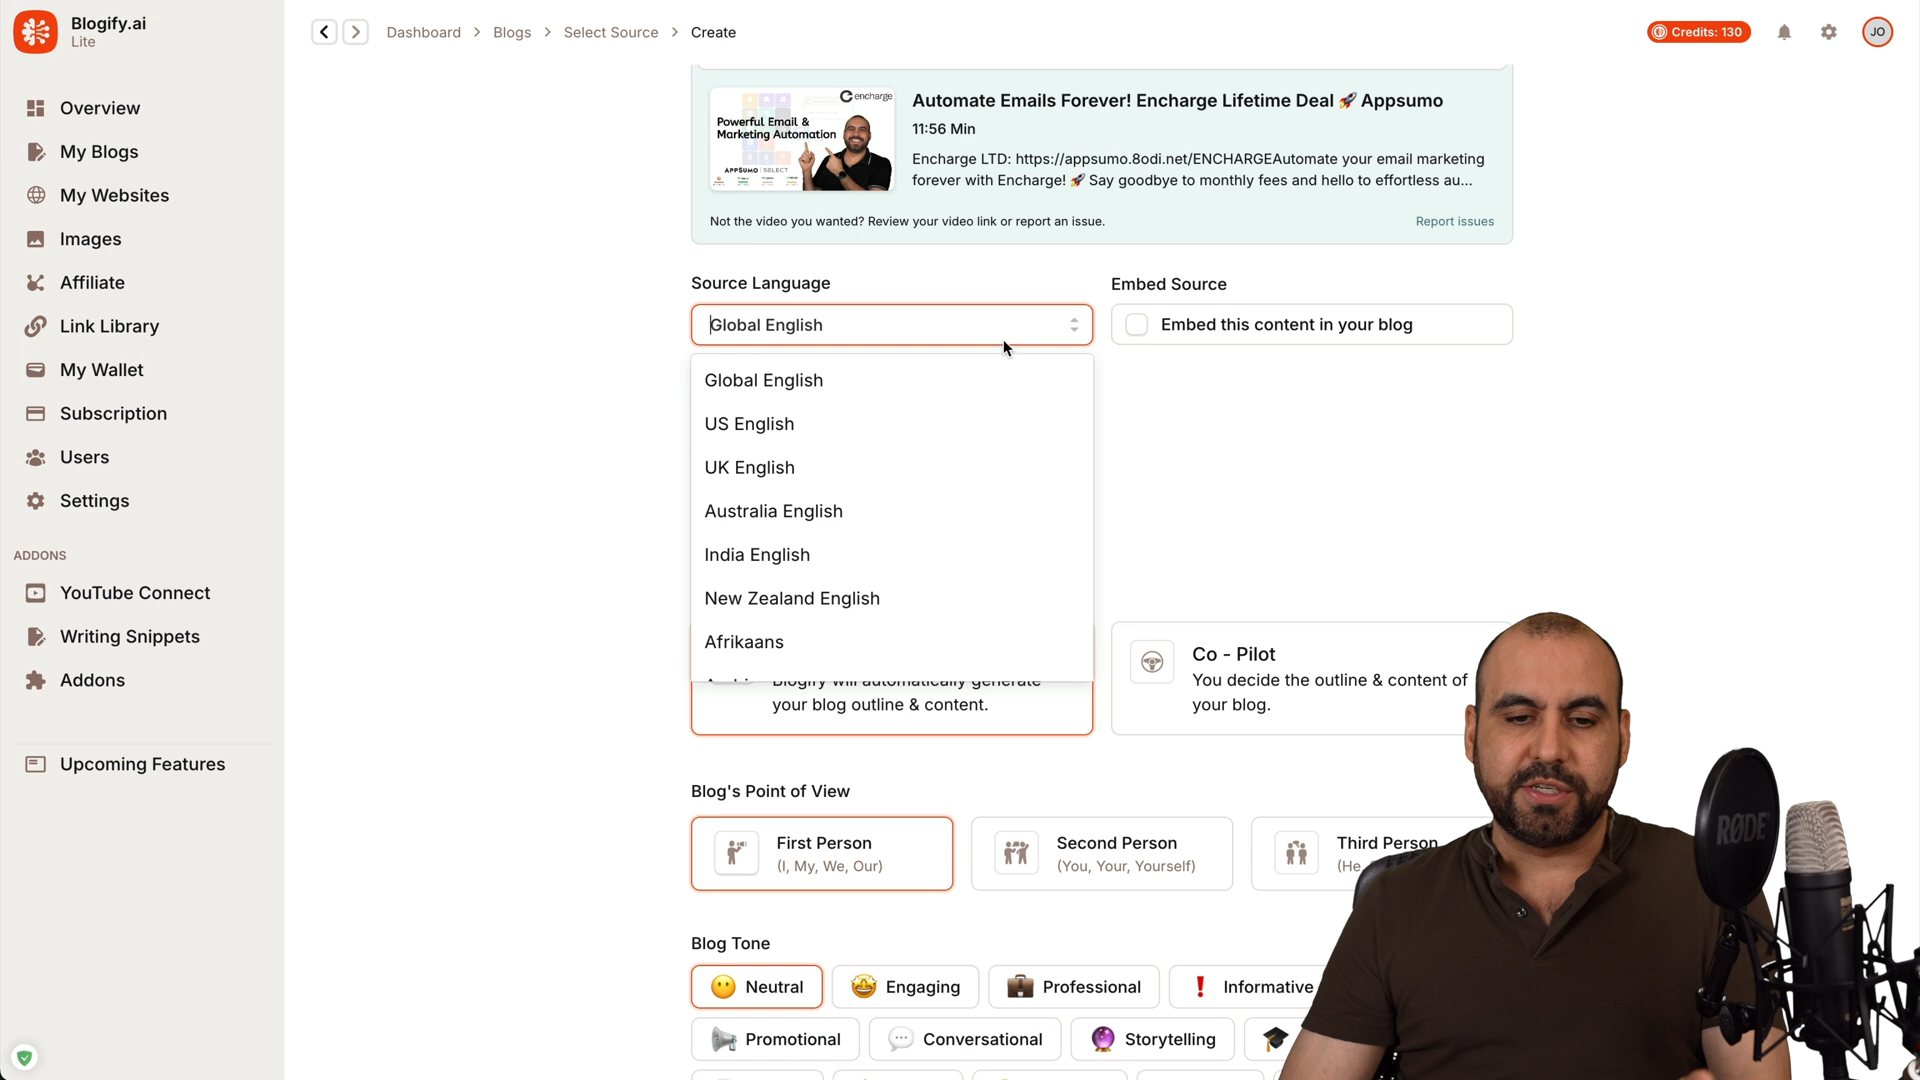 Blogify.ai
Lite
Dashboard > Blogs > Select Source > Create
Credits: 130
JO
Overview
My Blogs
My Websites
Images
Affiliate
Link Library
My Wallet
Subscription
Users
Settings
ADDONS
YouTube Connect
Writing Snippets
Addons
Upcoming Features
encharge
Powerful Email &
Marketing Automation
APPSUMO | SELECT
Automate Emails Forever! Encharge Lifetime Deal 🚀 Appsumo
11:56 Min
Encharge LTD: https://appsumo.8odi.net/ENCHARGEAutomate your email marketing
forever with Encharge! 🚀 Say goodbye to monthly fees and hello to effortless au...
Not the video you wanted? Review your video link or report an issue.
Report issues
Source Language
Embed Source
Global English
Embed this content in your blog
Global English
US English
UK English
Australia English
India English
New Zealand English
Afrikaans
Blogify will automatically generate
your blog outline & content.
Co - Pilot
You decide the outline & content of
your blog.
Blog's Point of View
First Person
(I, My, We, Our)
Second Person
(You, Your, Yourself)
Third Person
(He,
Blog Tone
Neutral
Engaging
Professional
Informative
Promotional
Conversational
Storytelling
RØDE